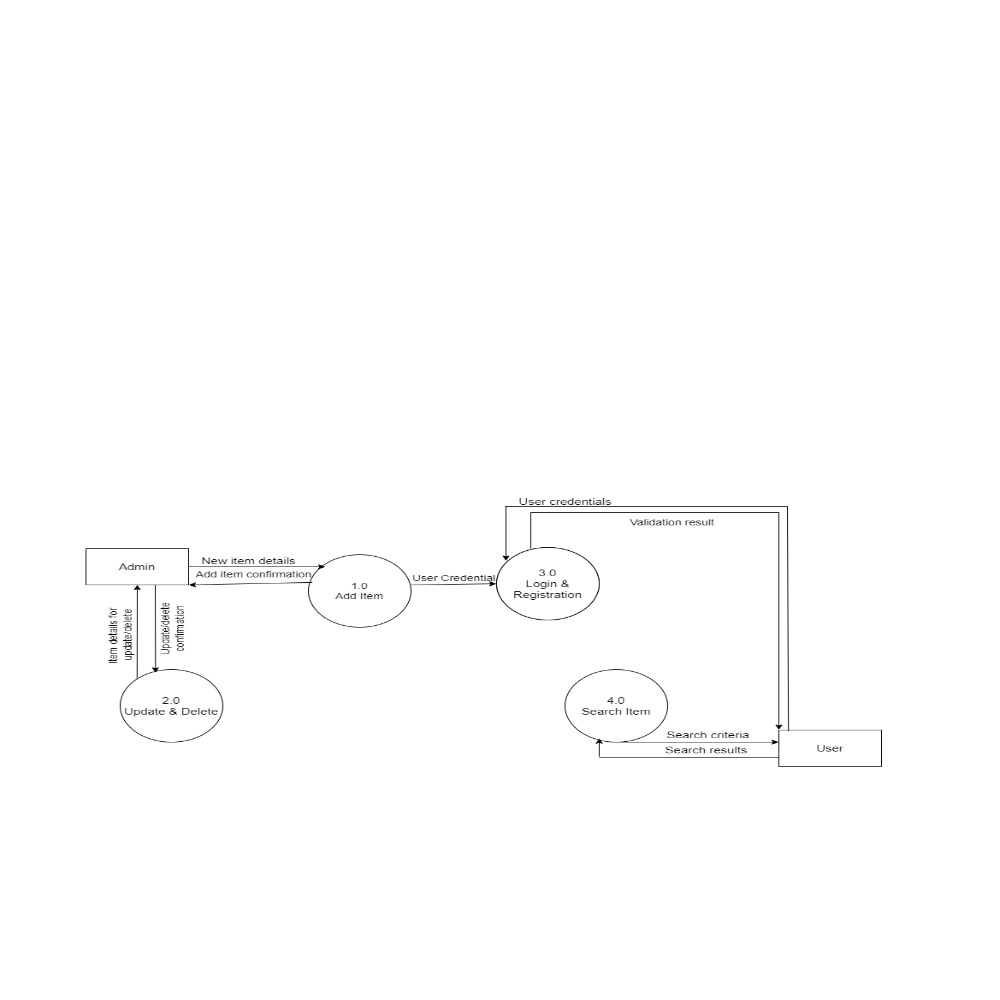 User credentials
Validation result
Admin
New item details
Add item confirmation
1.0
Add Item
User Credential
3.0
Login &
Registration
Item details for
update/delete
Update/delete
confirmation
2.0
Update & Delete
4.0
Search Item
Search criteria
Search results
User